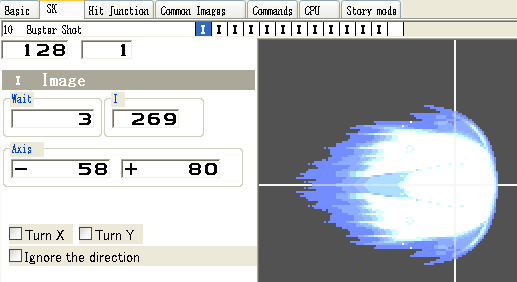 Basic SK Hit junction Common Images Commands CPU Story mode
10 Buster Shot I I I I I I I I I I I I
128 1
I Image
Wait I
3 269
Axis
- 58 + 80
Turn X Turn Y
Ignore the direction